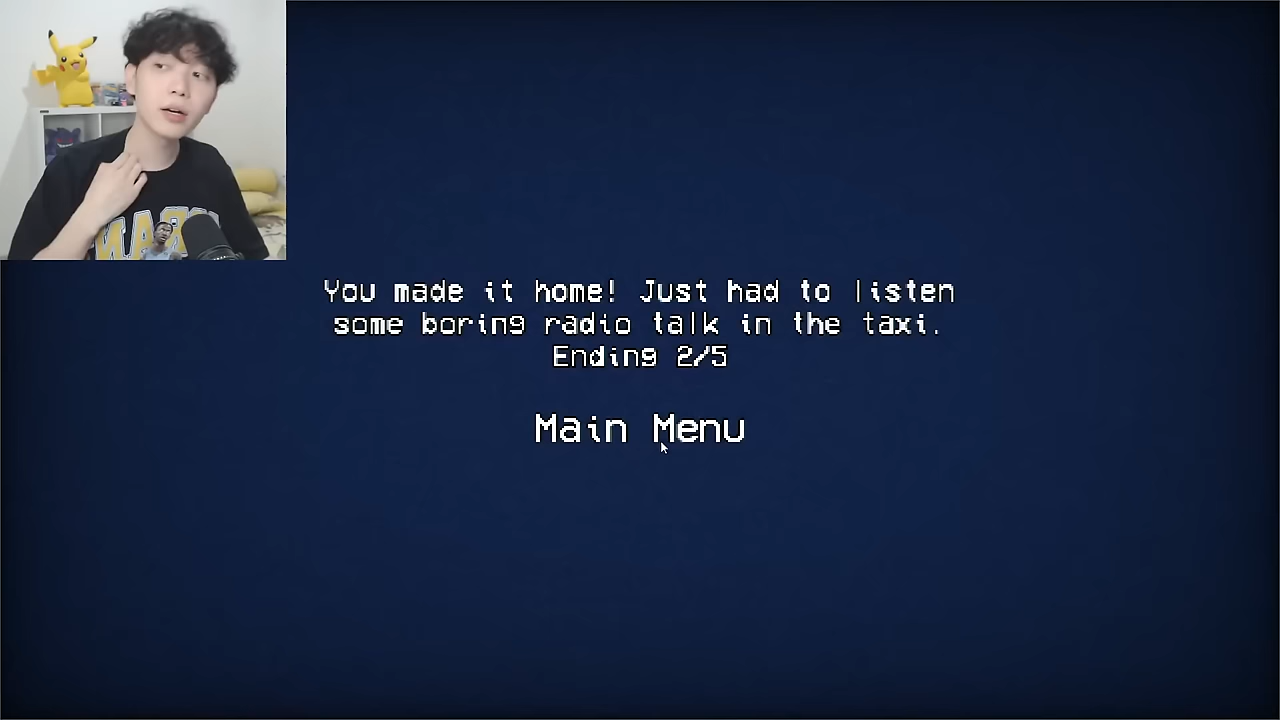 You made it home! Just had to listen
some boring radio talk in the taxi.
Ending 2/5
Main Menu